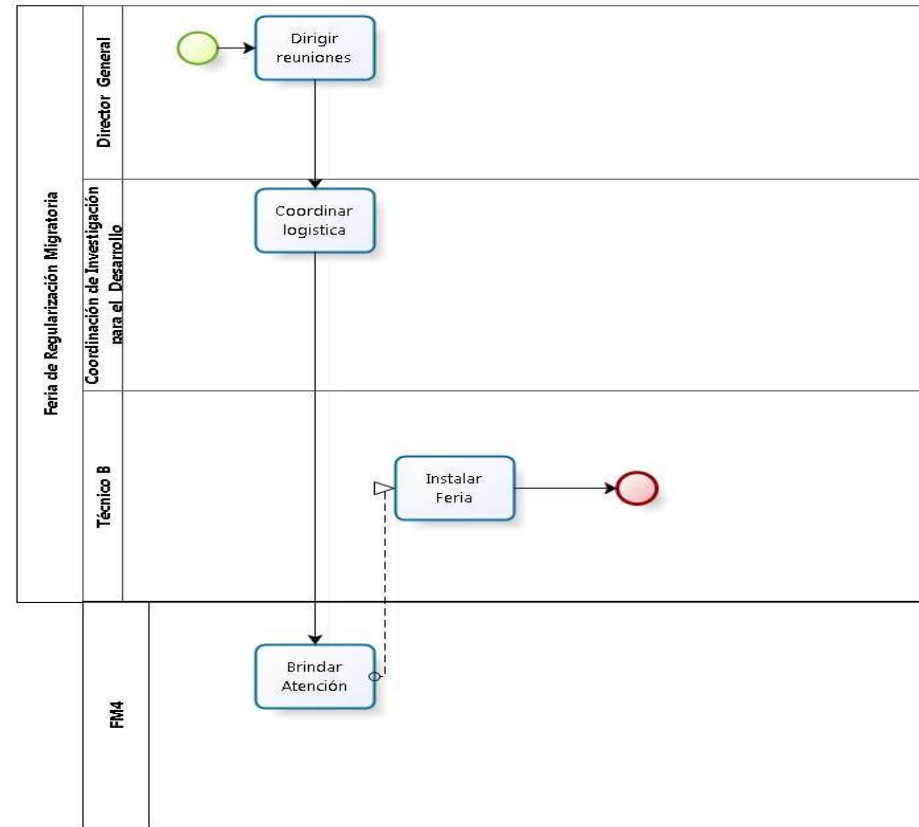 Feria de Regularización Migratoria
Director General
Dirigir
reuniones
Coordinación de Investigación
para el Desarrollo
Coordinar
logistica
Técnico B
Instalar
Feria
FM4
Brindar
Atención